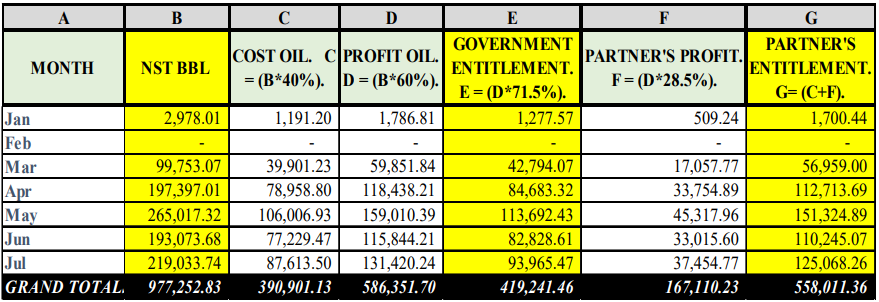 A B C D E F G
MONTH NST BBL COST OIL. C = (B*40%). PROFIT OIL. D = (B*60%). GOVERNMENT ENTITLEMENT. E = (D*71.5%). PARTNER'S PROFIT. F = (D*28.5%). PARTNER'S ENTITLEMENT. G= (C+F).
Jan 2,978.01 1,191.20 1,786.81 1,277.57 509.24 1,700.44
Feb - - - - - -
Mar 99,753.07 39,901.23 59,851.84 42,794.07 17,057.77 56,959.00
Apr 197,397.01 78,958.80 118,438.21 84,683.32 33,754.89 112,713.69
May 265,017.32 106,006.93 159,010.39 113,692.43 45,317.96 151,324.89
Jun 193,073.68 77,229.47 115,844.21 82,828.61 33,015.60 110,245.07
Jul 219,033.74 87,613.50 131,420.24 93,965.47 37,454.77 125,068.26
GRAND TOTAL. 977,252.83 390,901.13 586,351.70 419,241.46 167,110.23 558,011.36